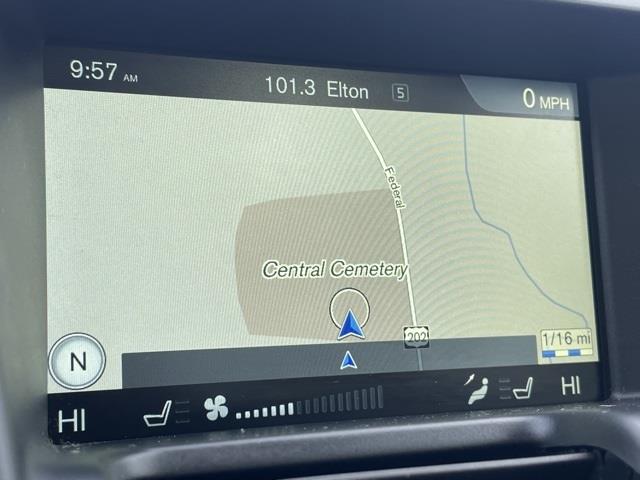 9:57 AM
101.3 Elton 5
0 MPH
Federal
Central Cemetery
202
1/16 mi
N
HI
HI